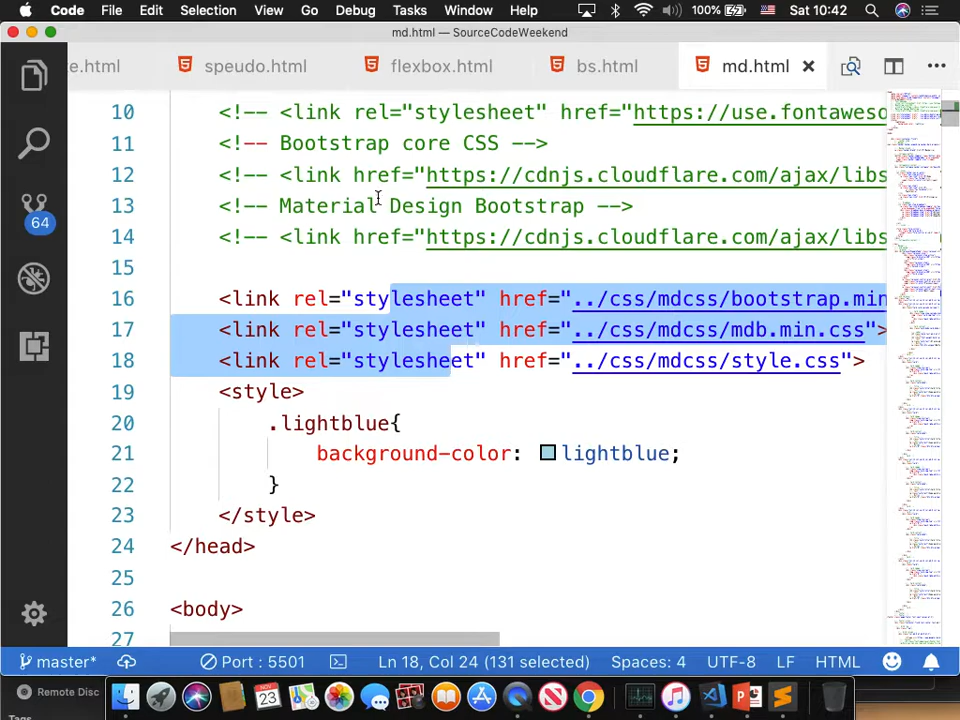 Code File Edit Selection View Go Debug Tasks Window Help 100% Sat 10:42
md.html — SourceCodeWeekend
e.html speudo.html flexbox.html bs.html md.html
10 <!-- <link rel="stylesheet" href="https://use.fontawesc
11 <!-- Bootstrap core CSS -->
12 <!-- <link href="https://cdnjs.cloudflare.com/ajax/libs
13 <!-- Material Design Bootstrap -->
14 <!-- <link href="https://cdnjs.cloudflare.com/ajax/libs
15
16 <link rel="stylesheet" href="../css/mdcss/bootstrap.min
17 <link rel="stylesheet" href="../css/mdcss/mdb.min.css">
18 <link rel="stylesheet" href="../css/mdcss/style.css">
19 <style>
20 .lightblue{
21 background-color: lightblue;
22 }
23 </style>
24 </head>
25
26 <body>
27
64
master* Port : 5501 Ln 18, Col 24 (131 selected) Spaces: 4 UTF-8 LF HTML
Remote Disc
NOV 23
Tags